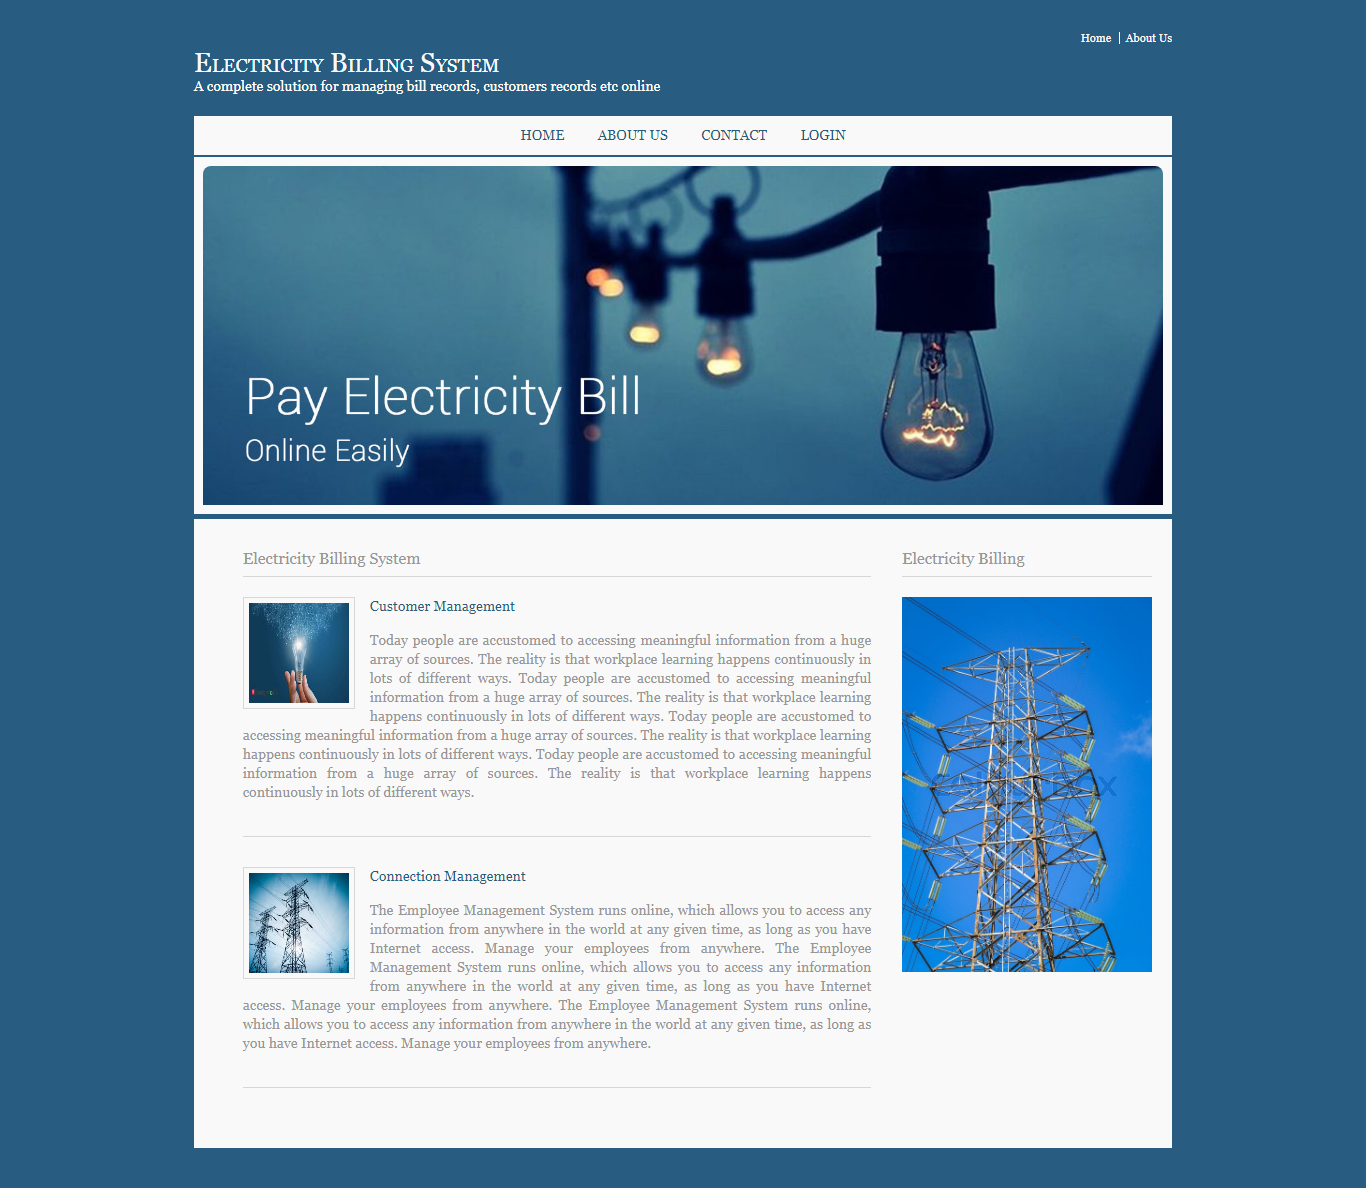 Home | About Us
Electricity Billing System
A complete solution for managing bill records, customers records etc online
HOME ABOUT US CONTACT LOGIN
Pay Electricity Bill
Online Easily
Electricity Billing System
Customer Management
Today people are accustomed to accessing meaningful information from a huge
array of sources. The reality is that workplace learning happens continuously in
lots of different ways. Today people are accustomed to accessing meaningful
information from a huge array of sources. The reality is that workplace learning
happens continuously in lots of different ways. Today people are accustomed to
accessing meaningful information from a huge array of sources. The reality is that workplace learning
happens continuously in lots of different ways. Today people are accustomed to accessing meaningful
information from a huge array of sources. The reality is that workplace learning happens
continuously in lots of different ways.
Connection Management
The Employee Management System runs online, which allows you to access any
information from anywhere in the world at any given time, as long as you have
Internet access. Manage your employees from anywhere. The Employee
Management System runs online, which allows you to access any information
from anywhere in the world at any given time, as long as you have Internet
access. Manage your employees from anywhere. The Employee Management System runs online,
which allows you to access any information from anywhere in the world at any given time, as long as
you have Internet access. Manage your employees from anywhere.
Electricity Billing